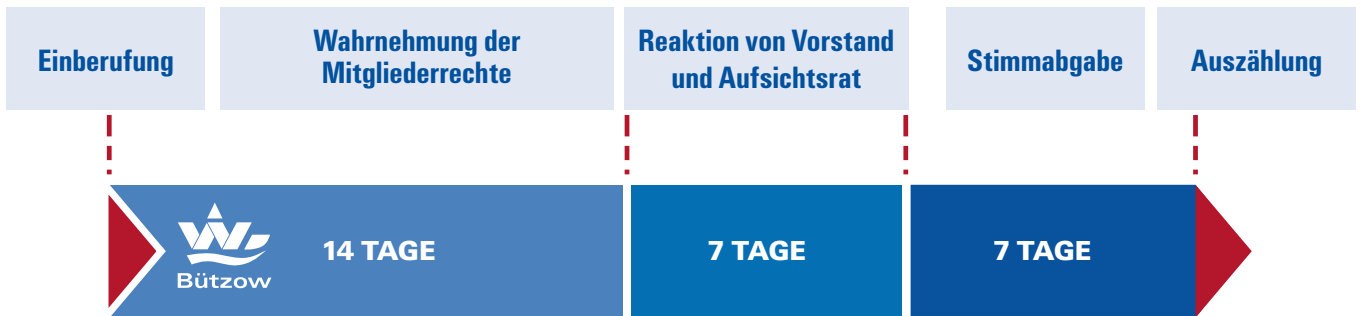 Einberufung
Wahrnehmung der
Mitgliederrechte
Reaktion von Vorstand
und Aufsichtsrat
Stimmabgabe
Auszählung
Bützow
14 TAGE
7 TAGE
7 TAGE